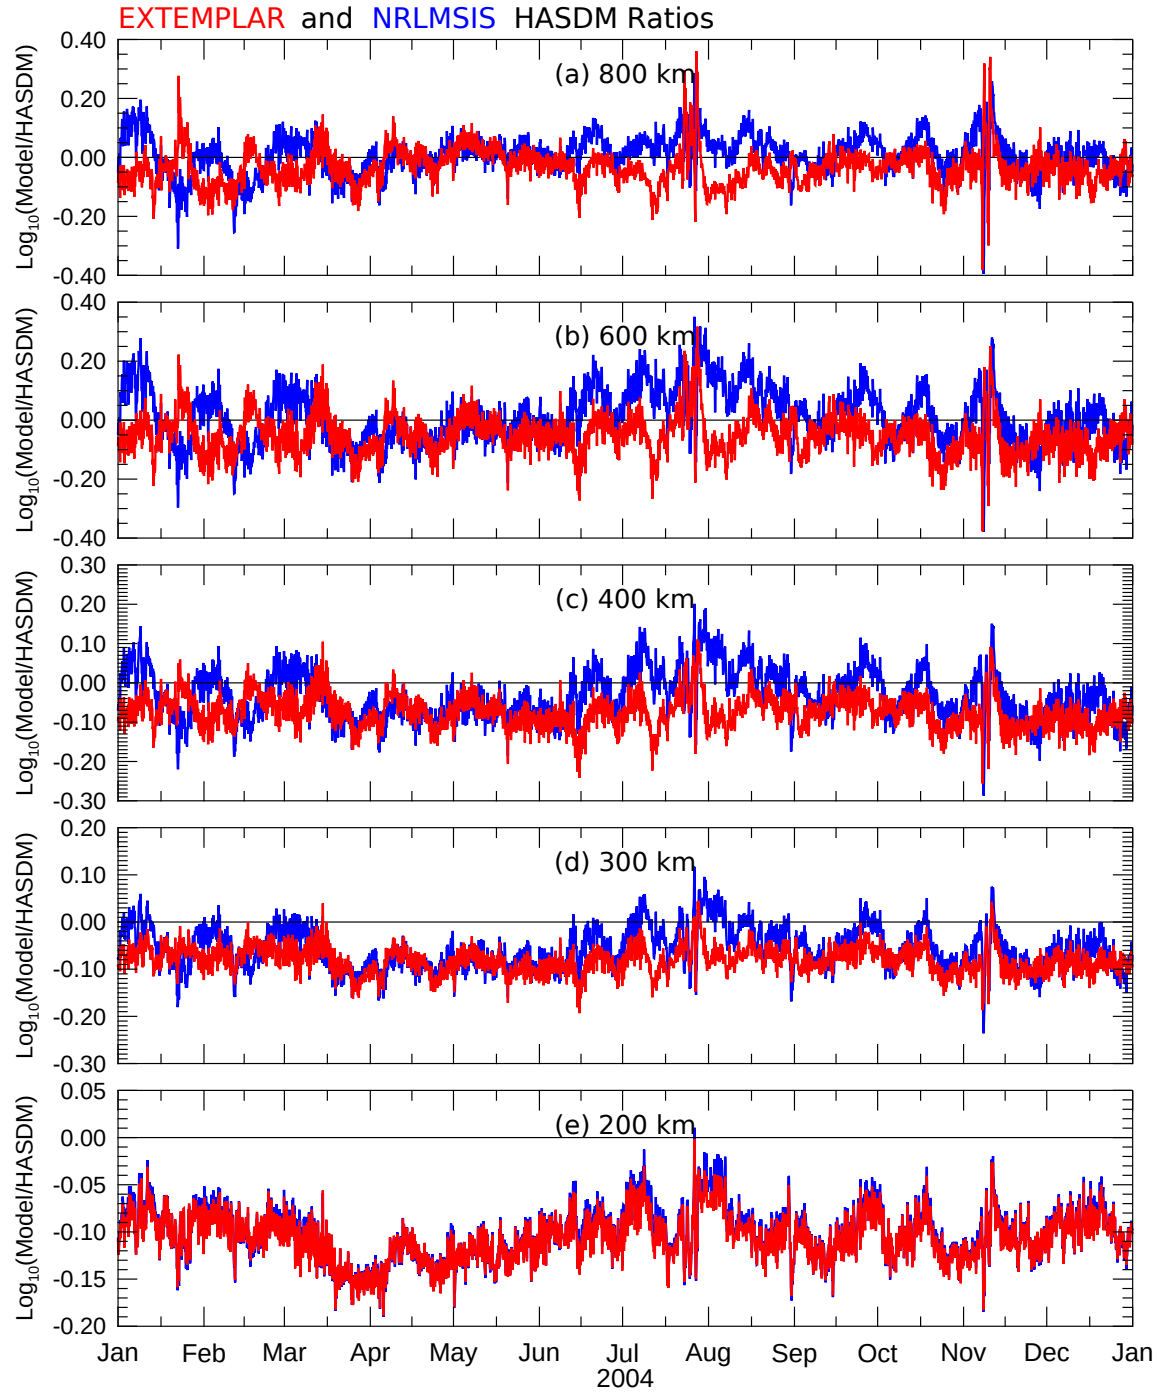 EXTEMPLAR and NRLMSIS HASDM Ratios
(a) 800 km
Log₁₀(Model/HASDM)
0.40
0.20
0.00
-0.20
-0.40
(b) 600 km
Log₁₀(Model/HASDM)
0.40
0.20
0.00
-0.20
-0.40
(c) 400 km
Log₁₀(Model/HASDM)
0.30
0.20
0.10
0.00
-0.10
-0.20
-0.30
(d) 300 km
Log₁₀(Model/HASDM)
0.20
0.10
0.00
-0.10
-0.20
-0.30
(e) 200 km
Log₁₀(Model/HASDM)
0.05
0.00
-0.05
-0.10
-0.15
-0.20
Jan Feb Mar Apr May Jun Jul Aug Sep Oct Nov Dec Jan
2004